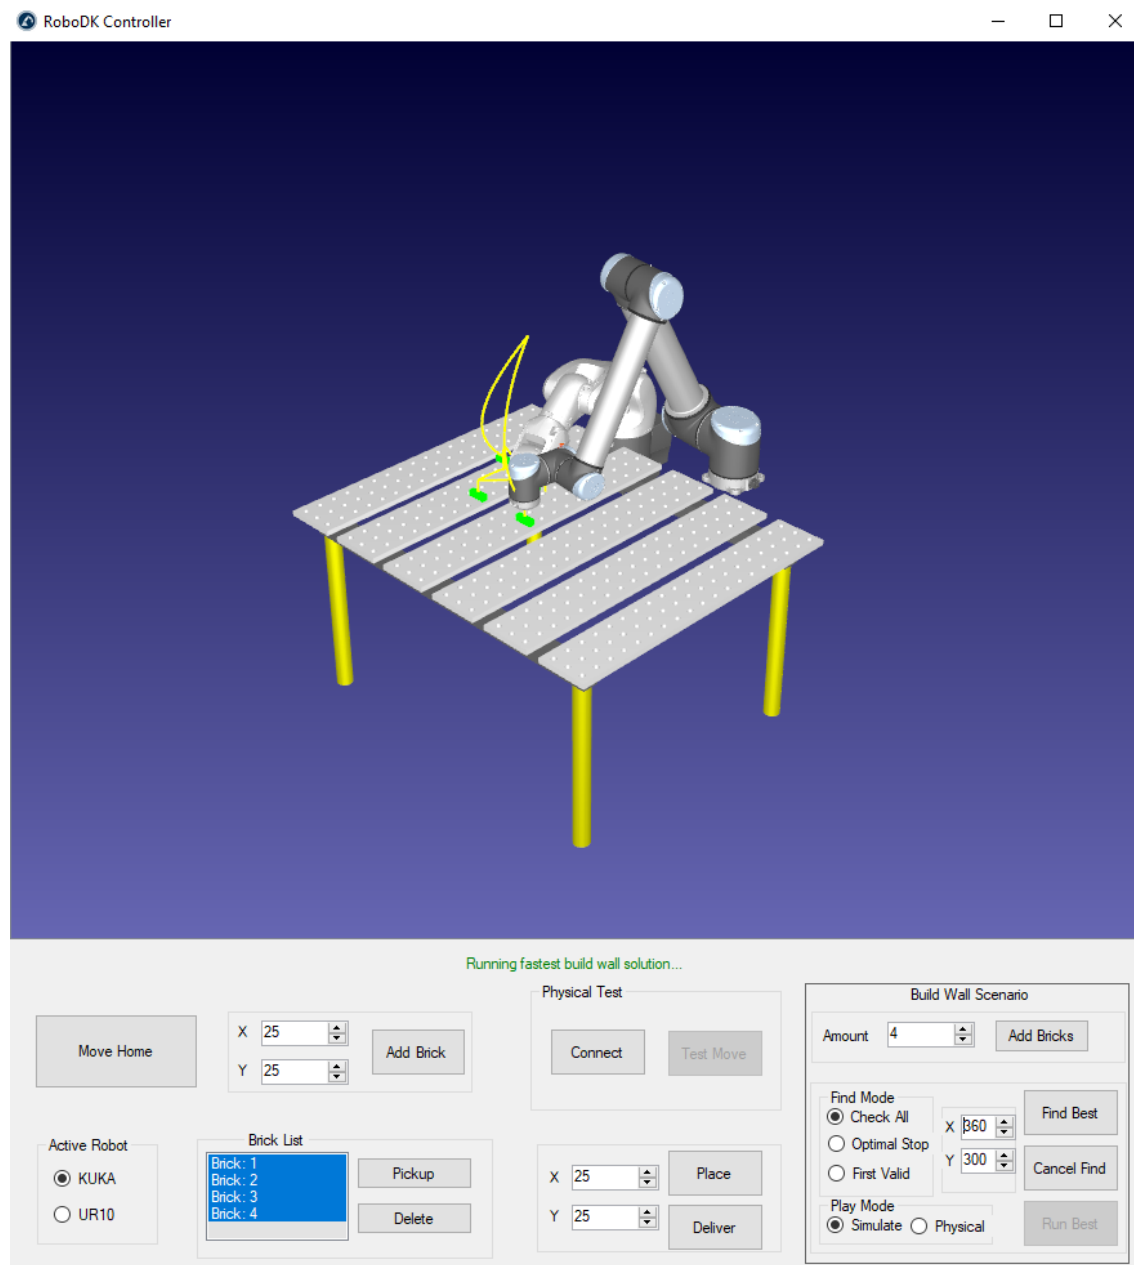 RoboDK Controller
Running fastest build wall solution...
Move Home
X 25
Y 25
Add Brick
Physical Test
Connect
Test Move
Build Wall Scenario
Amount 4
Add Bricks
Active Robot
KUKA
UR10
Brick List
Brick: 1
Brick: 2
Brick: 3
Brick: 4
Pickup
Delete
X 25
Y 25
Place
Deliver
Find Mode
Check All
Optimal Stop
First Valid
X 360
Y 300
Find Best
Cancel Find
Play Mode
Simulate
Physical
Run Best